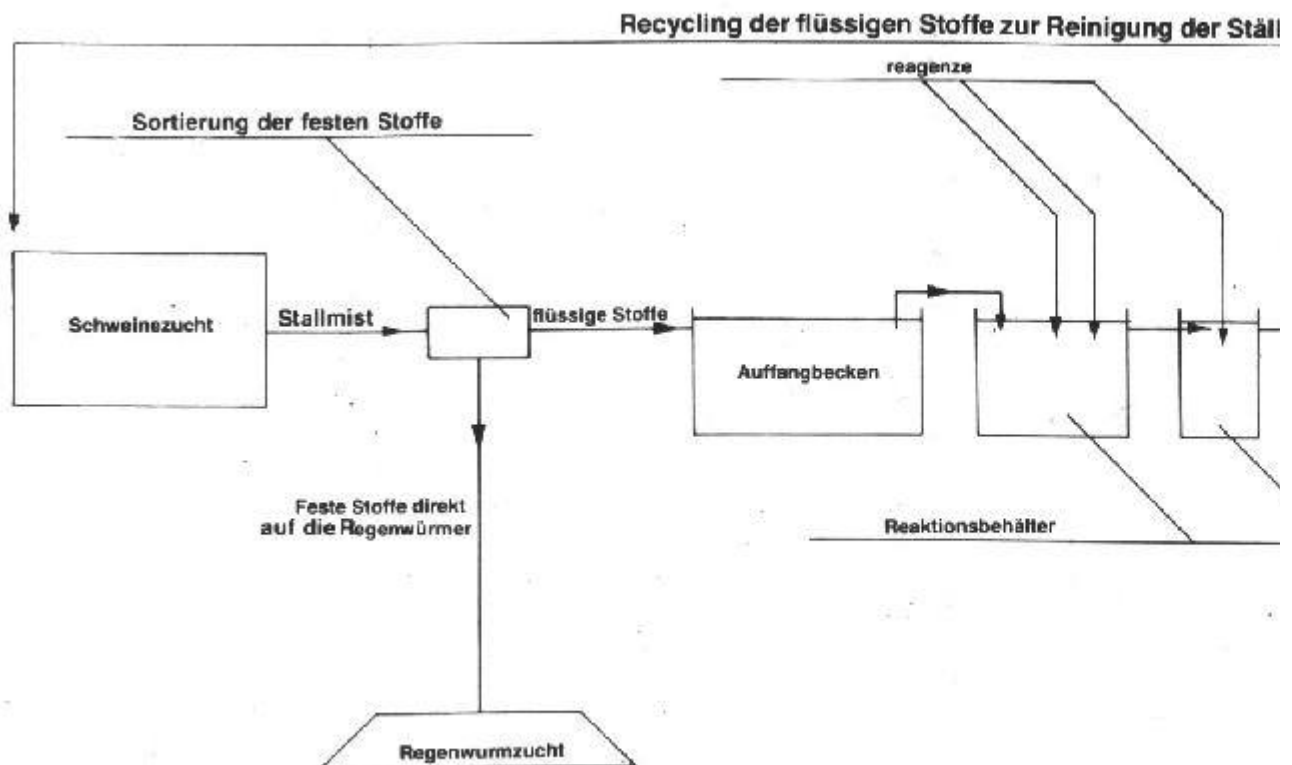 Recycling der flüssigen Stoffe zur Reinigung der Ställ
reagenze
Sortierung der festen Stoffe
Schweinezucht
Stallmist
flüssige Stoffe
Auffangbecken
Feste Stoffe direkt
auf die Regenwürmer
Reaktionsbehälter
Regenwurmzucht